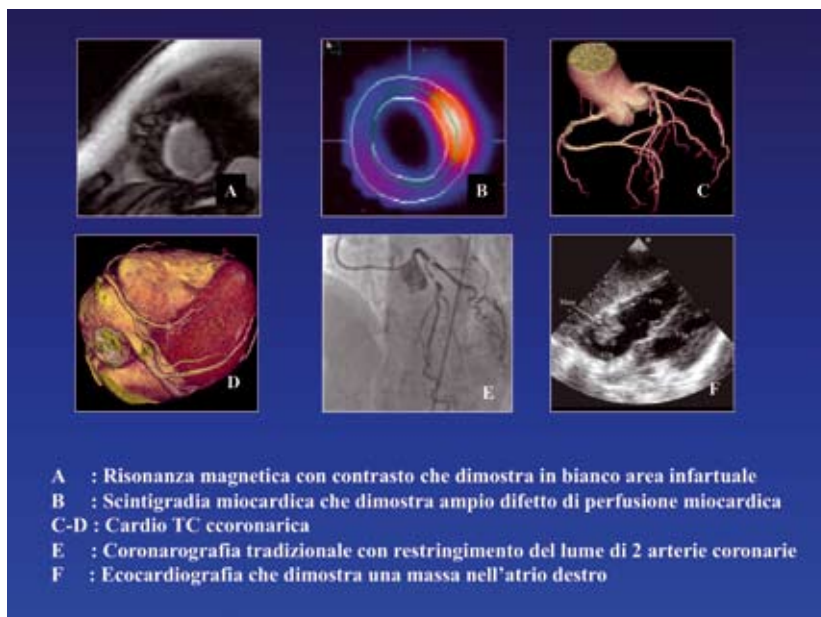 A
B
C
D
E
F
A : Risonanza magnetica con contrasto che dimostra in bianco area infartuale
B : Scintigradia miocardica che dimostra ampio difetto di perfusione miocardica
C-D : Cardio TC ccoronarica
E : Coronarografia tradizionale con restringimento del lume di 2 arterie coronarie
F : Ecocardiografia che dimostra una massa nell'atrio destro